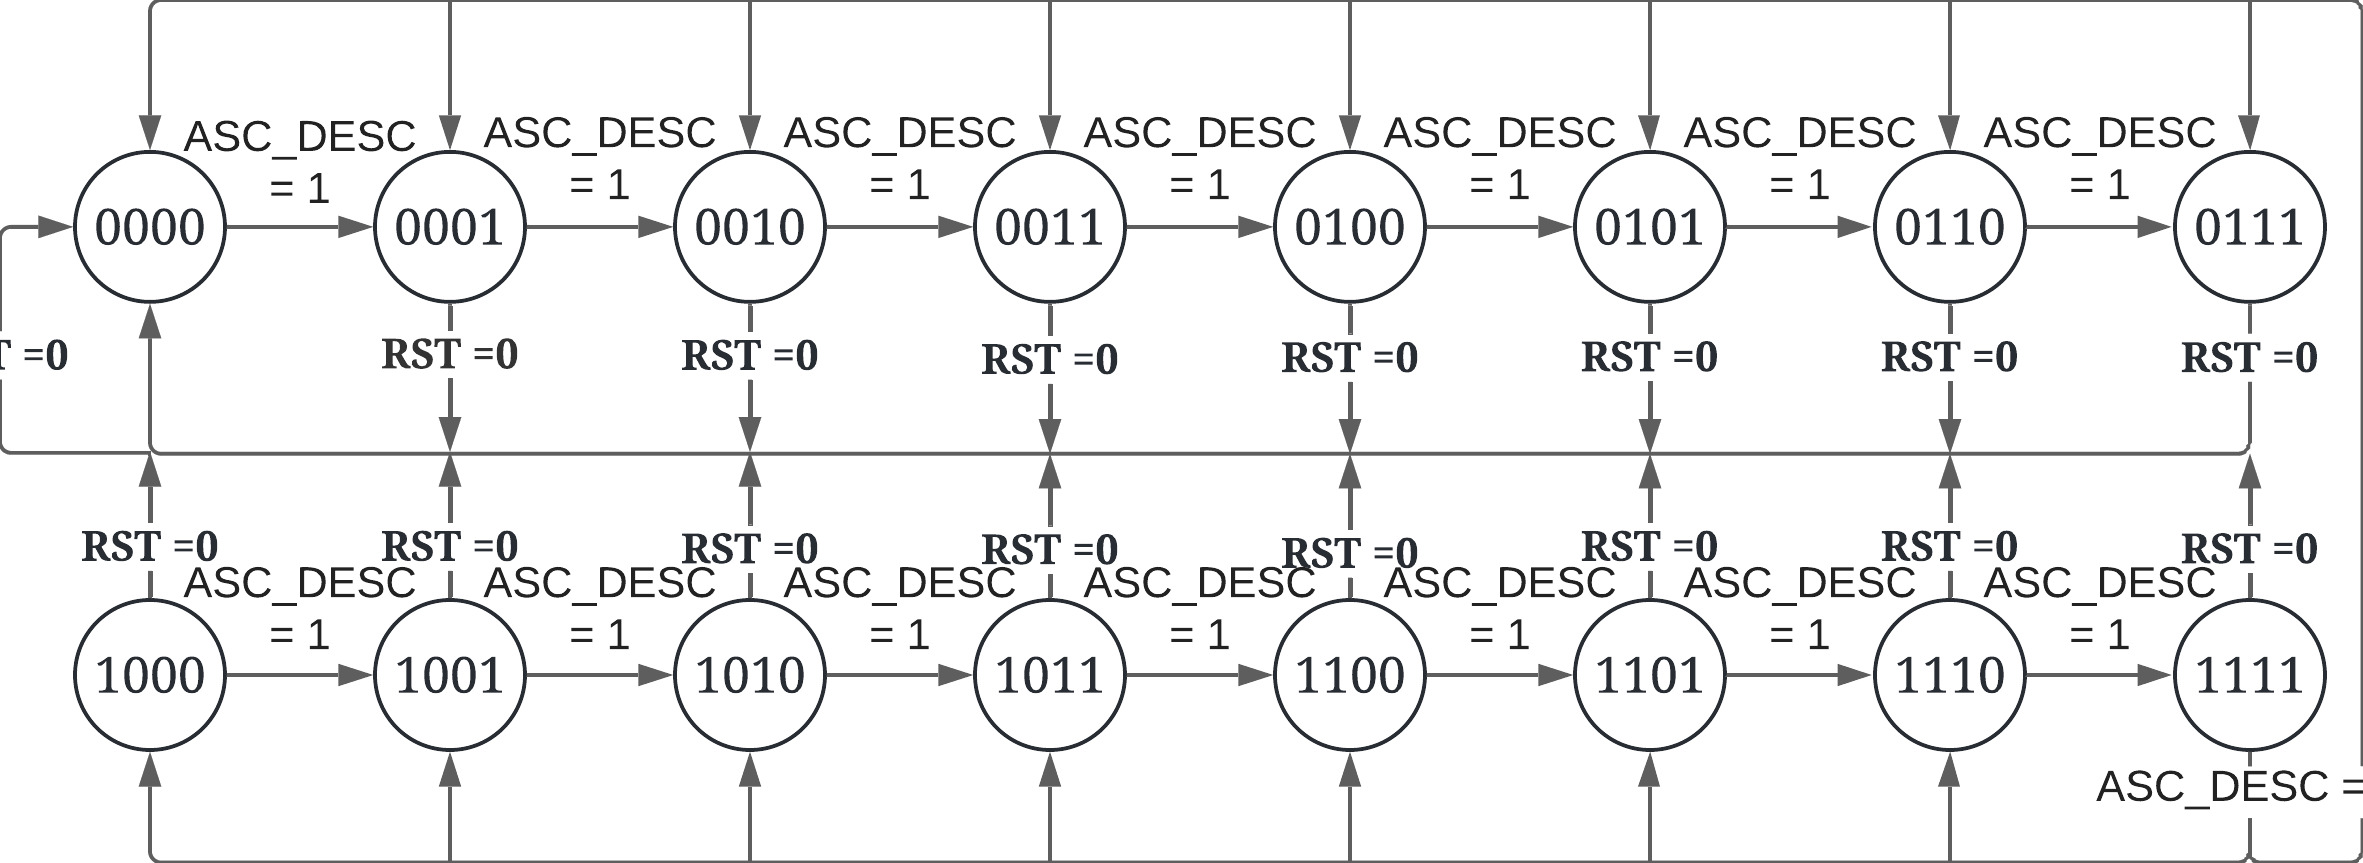 ASC_DESC ASC_DESC ASC_DESC ASC_DESC ASC_DESC ASC_DESC ASC_DESC
= 1 = 1 = 1 = 1 = 1 = 1 = 1
0000 0001 0010 0011 0100 0101 0110 0111
T =0 RST =0 RST =0 RST =0 RST =0 RST =0 RST =0 RST =0
RST =0 RST =0 RST =0 RST =0 RST =0 RST =0 RST =0 RST =0
ASC_DESC ASC_DESC ASC_DESC ASC_DESC ASC_DESC ASC_DESC ASC_DESC
= 1 = 1 = 1 = 1 = 1 = 1 = 1
1000 1001 1010 1011 1100 1101 1110 1111
ASC_DESC =